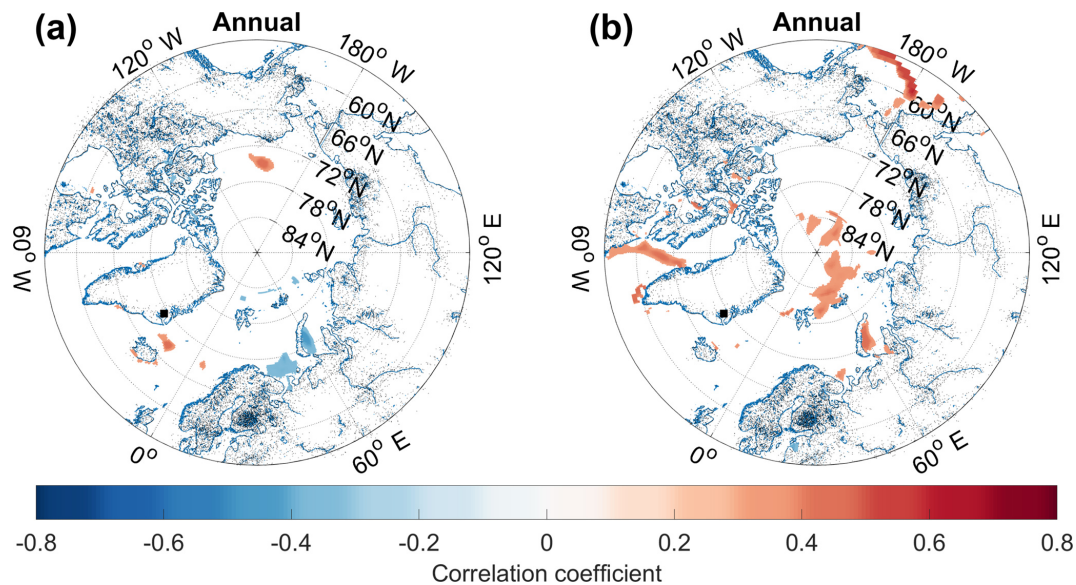 (a)
Annual
120° W
180° W
60°N
66°N
72°N
78°N
84°N
60° W
120° E
0°
60° E
(b)
Annual
120° W
180° W
60°N
66°N
72°N
78°N
84°N
60° W
120° E
0°
60° E
-0.8 -0.6 -0.4 -0.2 0 0.2 0.4 0.6 0.8
Correlation coefficient